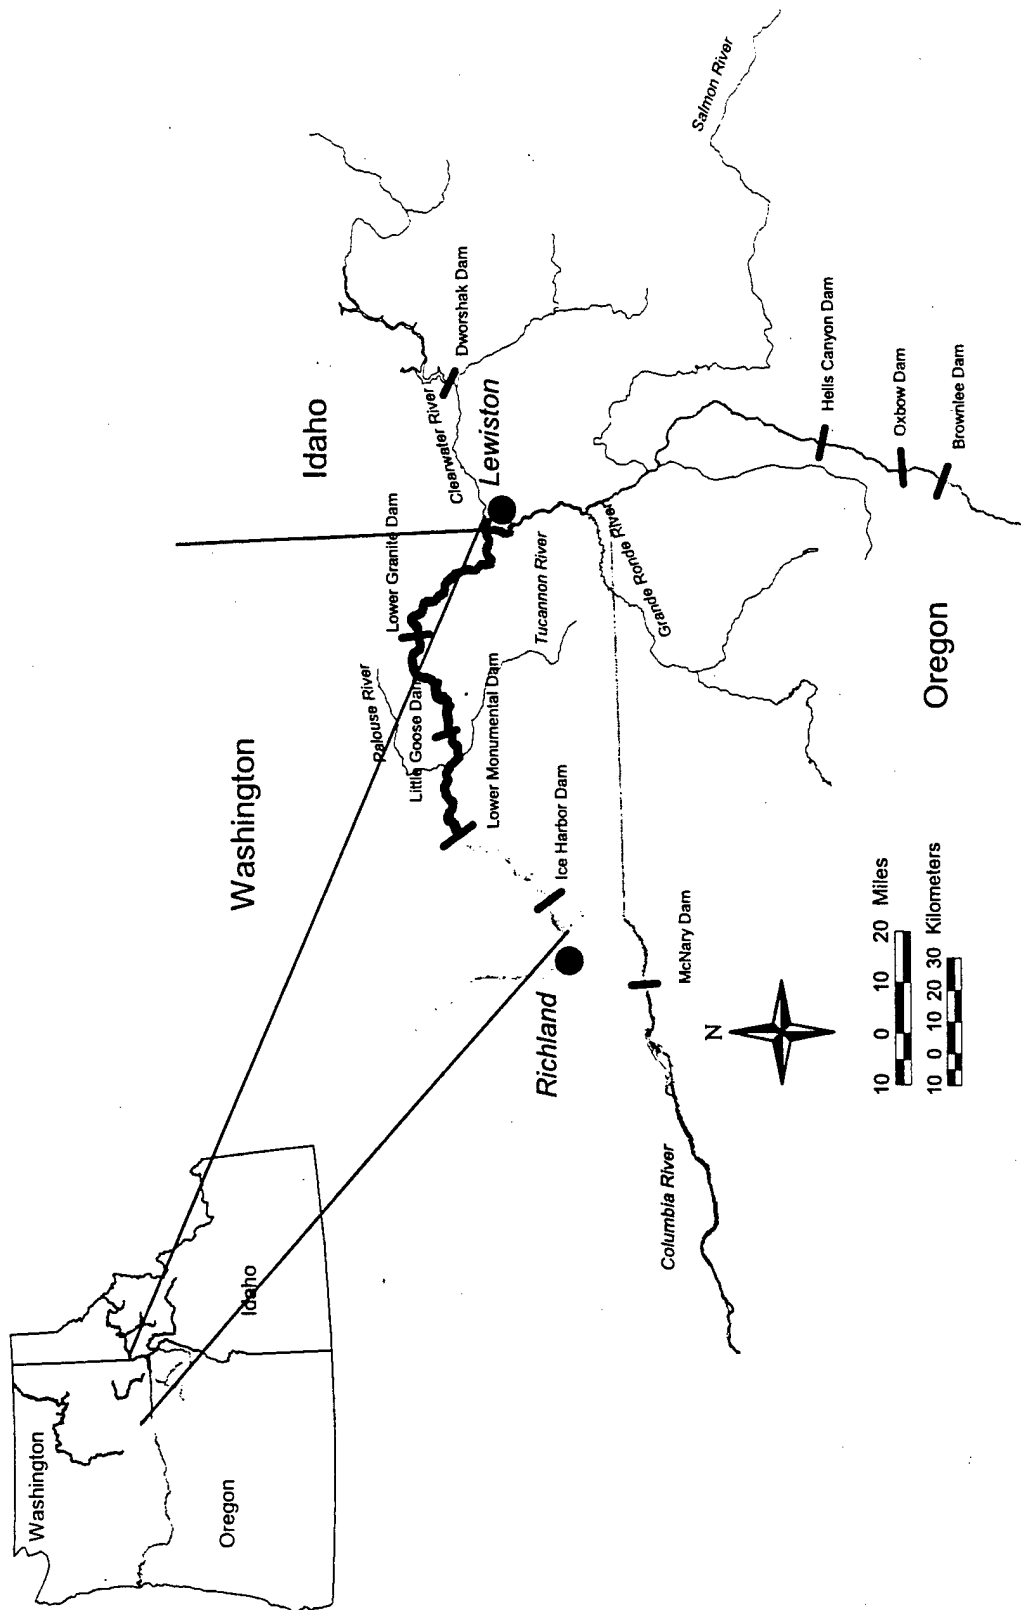 Washington
Oregon
Idaho
Washington
Idaho
Oregon
Palouse River
Little Goose Dam
Lower Granite Dam
Clearwater River
Dworshak Dam
Lewiston
Lower Monumental Dam
Tucannon River
Ice Harbor Dam
Richland
McNary Dam
Columbia River
Grande Ronde River
Salmon River
Hells Canyon Dam
Oxbow Dam
Brownlee Dam
N
10 0 10 20 Miles
10 0 10 20 30 Kilometers